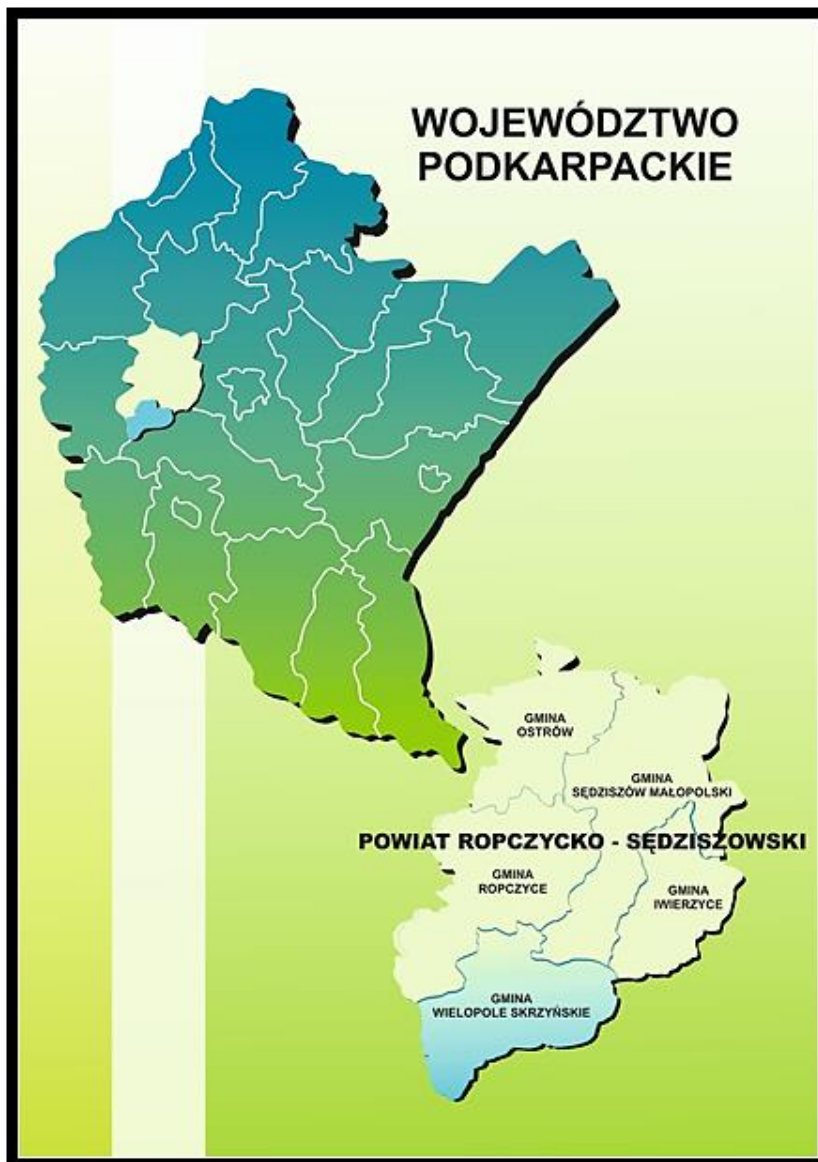 WOJEWÓDZTWO
PODKARPACKIE
GMINA
OSTRÓW
GMINA
SĘDZISZÓW MAŁOPOLSKI
POWIAT ROPCZYCKO - SĘDZISZOWSKI
GMINA
ROPCZYCE
GMINA
IWIERZYCE
GMINA
WIELOPOLE SKRZYŃSKIE